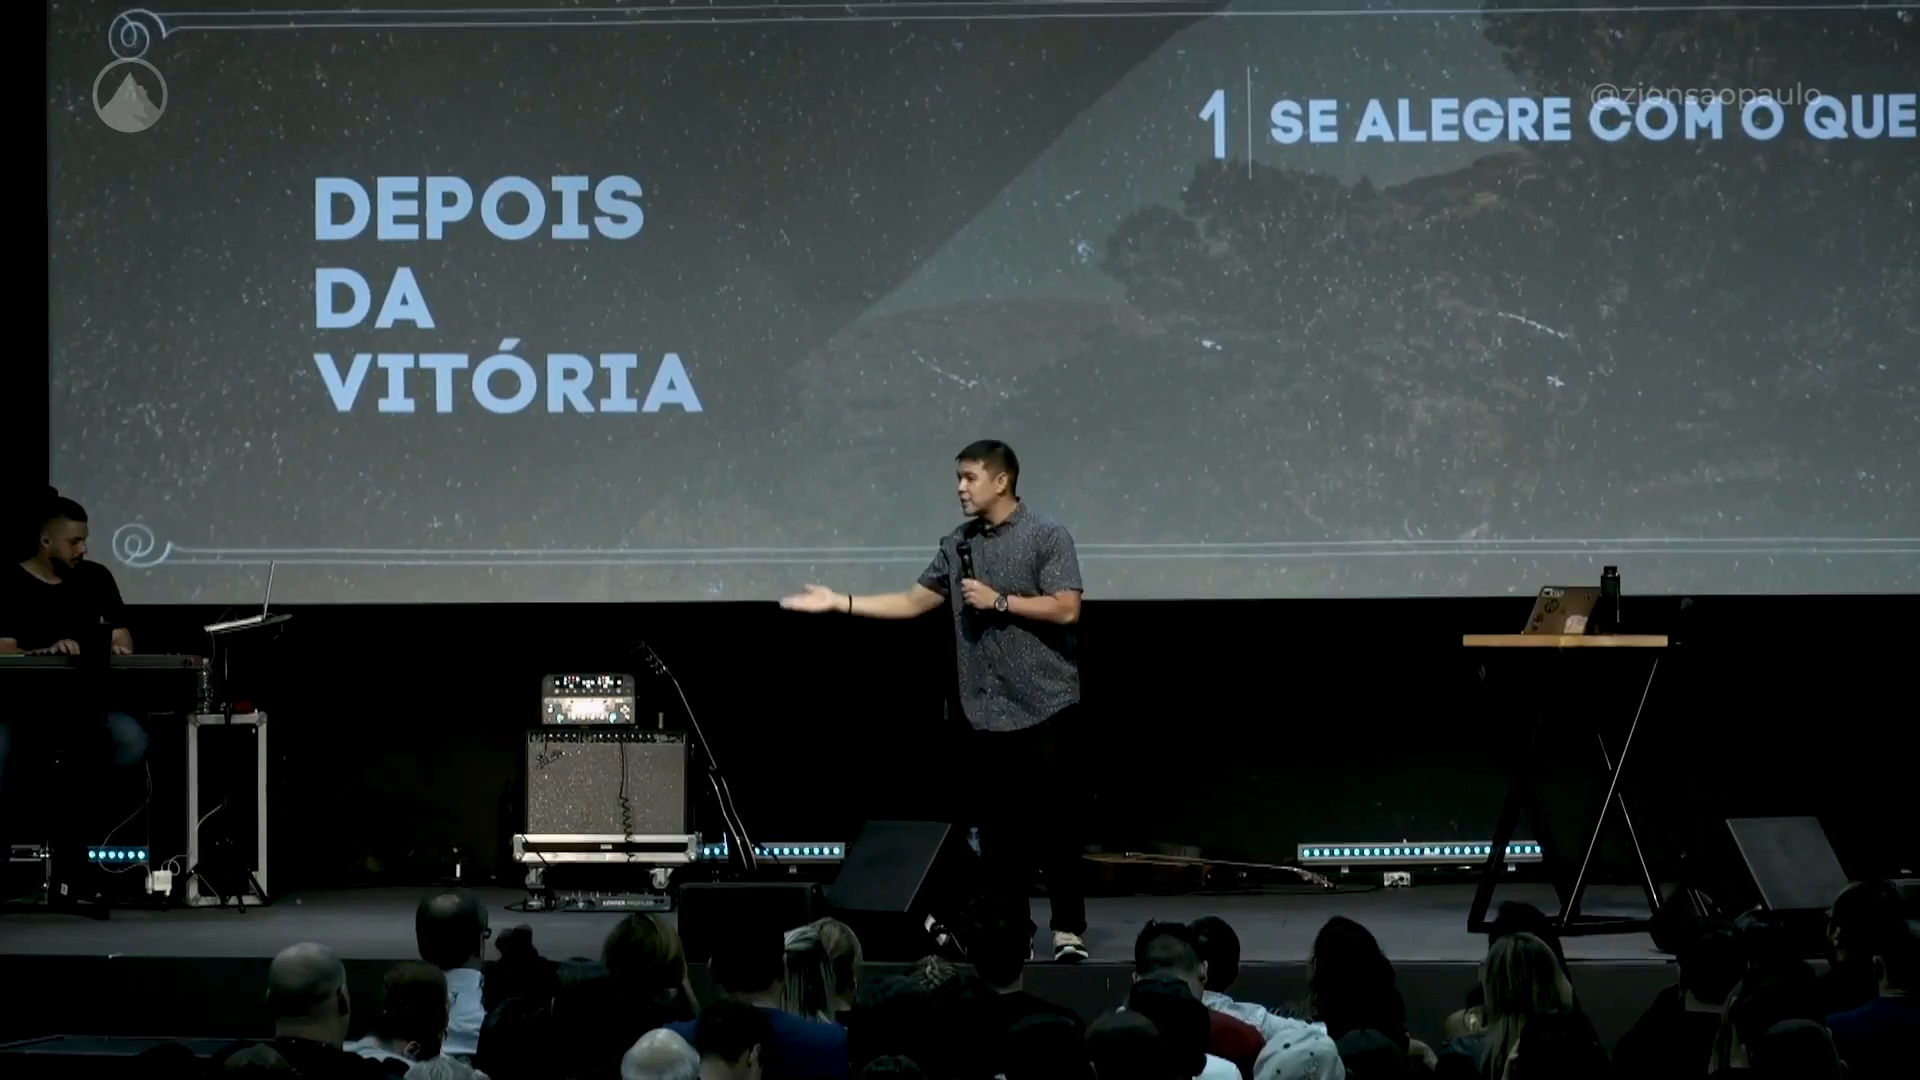 @zionsaopaulo
1 SE ALEGRE COM O QUE
DEPOIS
DA
VITÓRIA